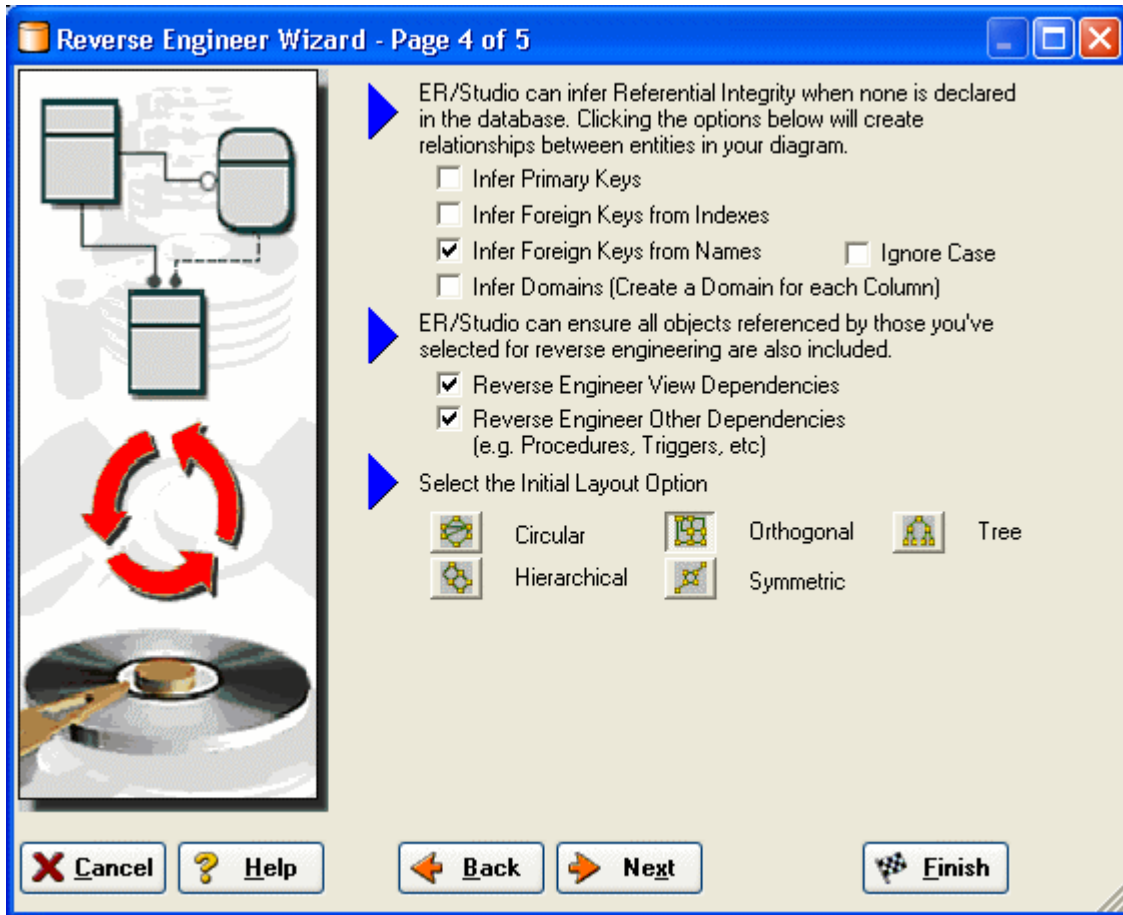 Reverse Engineer Wizard - Page 4 of 5
ER/Studio can infer Referential Integrity when none is declared
in the database. Clicking the options below will create
relationships between entities in your diagram.
Infer Primary Keys
Infer Foreign Keys from Indexes
Infer Foreign Keys from Names Ignore Case
Infer Domains (Create a Domain for each Column)
ER/Studio can ensure all objects referenced by those you've
selected for reverse engineering are also included.
Reverse Engineer View Dependencies
Reverse Engineer Other Dependencies
(e.g. Procedures, Triggers, etc)
Select the Initial Layout Option
Circular Orthogonal Tree
Hierarchical Symmetric
Cancel Help Back Next Finish